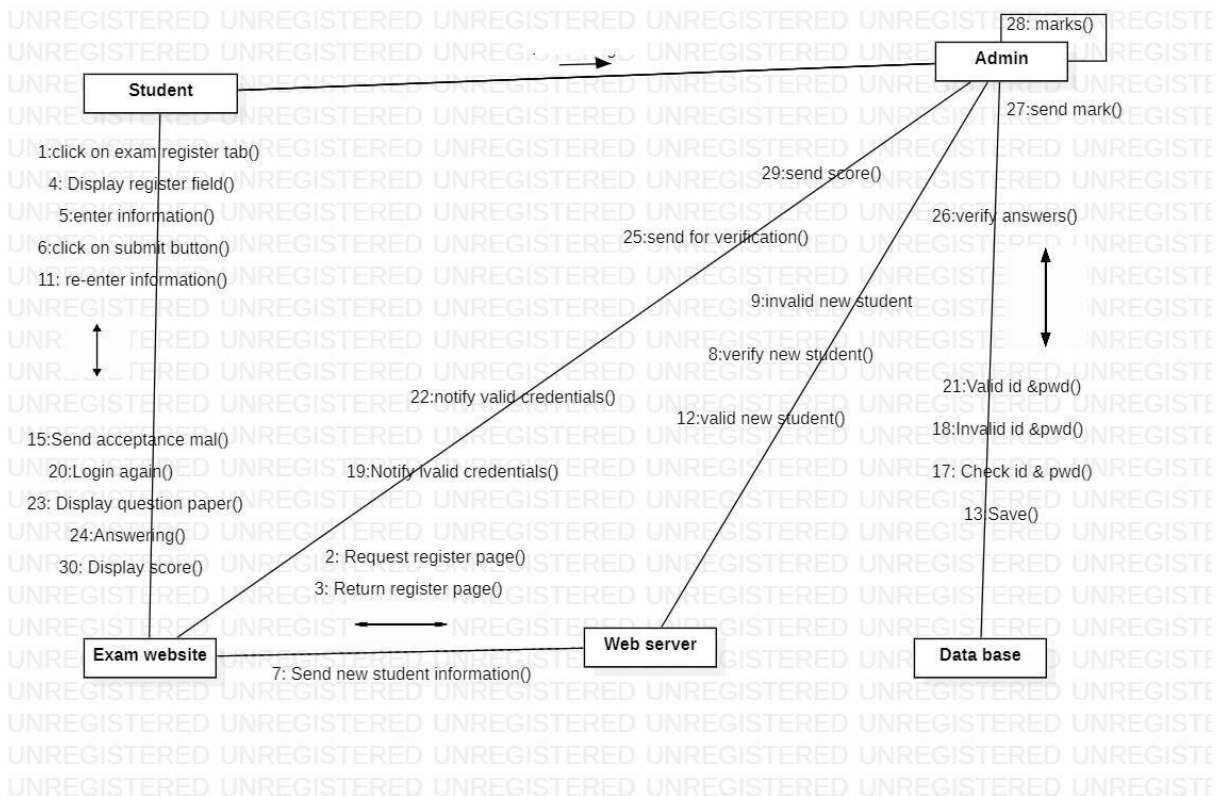 28: marks()
Admin
Student
27:send mark()
1:click on exam register tab()
29:send score()
4: Display register field()
5:enter information()
26:verify answers()
25:send for verification()
6:click on submit button()
11: re-enter information()
9:invalid new student
8:verify new student()
21:Valid id &pwd()
22:notify valid credentials()
12:valid new student()
18:Invalid id &pwd()
15:Send acceptance mal()
20:Login again()
19:Notify Ivalid credentials()
17: Check id & pwd()
23: Display question paper()
13:Save()
24:Answering()
2: Request register page()
30: Display score()
3: Return register page()
Exam website
Web server
Data base
7: Send new student information()
UNREGISTERED